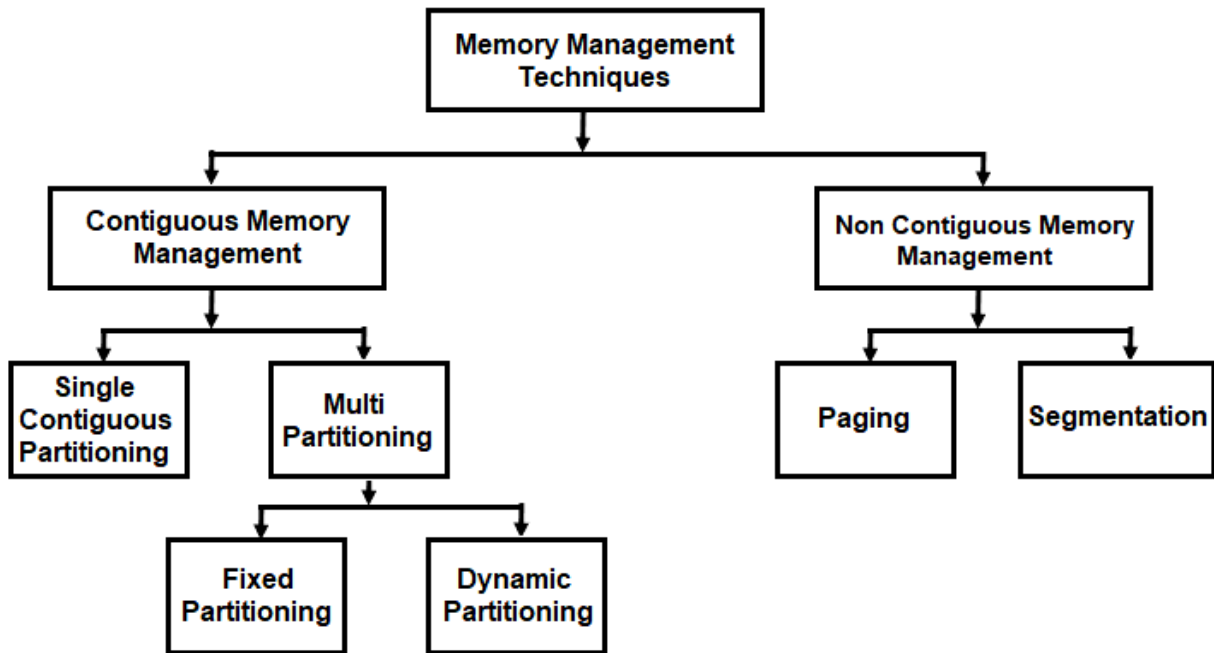 Memory Management
Techniques
Contiguous Memory
Management
Non Contiguous Memory
Management
Single
Contiguous
Partitioning
Multi
Partitioning
Paging
Segmentation
Fixed
Partitioning
Dynamic
Partitioning